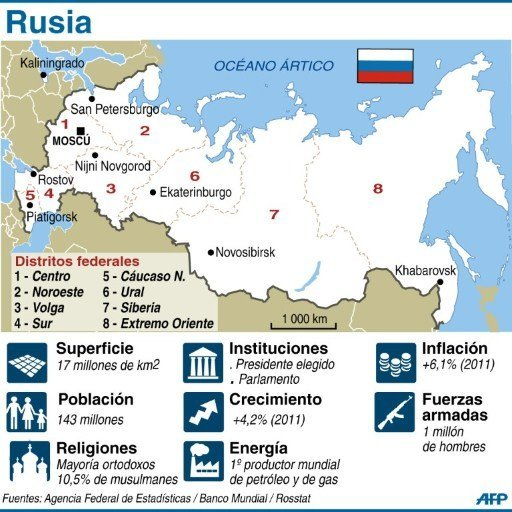 Rusia
Kaliningrado
OCÉANO ÁRTICO
San Petersburgo
1
MOSCÚ
2
Nijni Novgorod
Rostov
6
5
4
3
Ekaterinburgo
8
Piatigorsk
7
Novosibirsk
Khabarovsk
Distritos federales
1 - Centro
2 - Noroeste
3 - Volga
4 - Sur
5 - Cáucaso N.
6 - Ural
7 - Siberia
8 - Extremo Oriente
1 000 km
Superficie
17 millones de km2
Instituciones
. Presidente elegido
. Parlamento
Inflación
+6,1% (2011)
Población
143 millones
Crecimiento
+4,2% (2011)
Fuerzas
armadas
1 millón
de hombres
Religiones
Mayoría ortodoxos
10,5% de musulmanes
Energía
1º productor mundial
de petróleo y de gas
Fuentes: Agencia Federal de Estadísticas / Banco Mundial / Rosstat
AFP